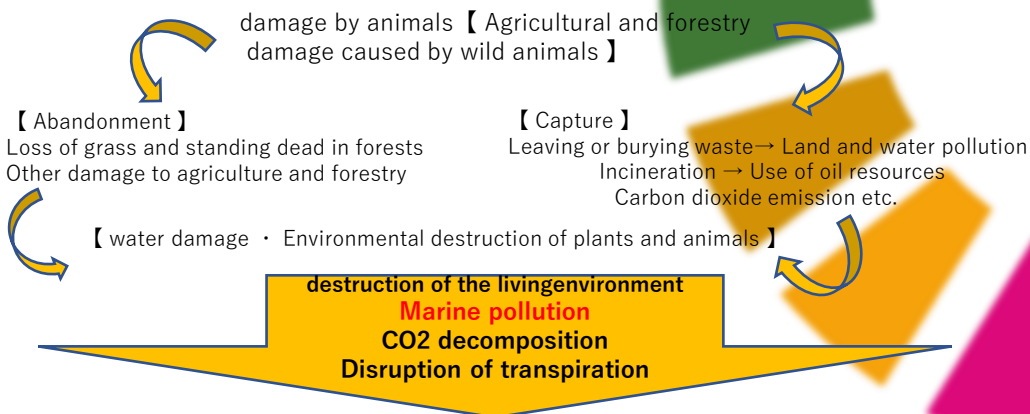 damage by animals【 Agricultural and forestry
damage caused by wild animals 】
【 Abandonment 】
Loss of grass and standing dead in forests
Other damage to agriculture and forestry
【 Capture 】
Leaving or burying waste→ Land and water pollution
Incineration → Use of oil resources
Carbon dioxide emission etc.
【 water damage ・ Environmental destruction of plants and animals 】
destruction of the livingenvironment
Marine pollution
CO2 decomposition
Disruption of transpiration